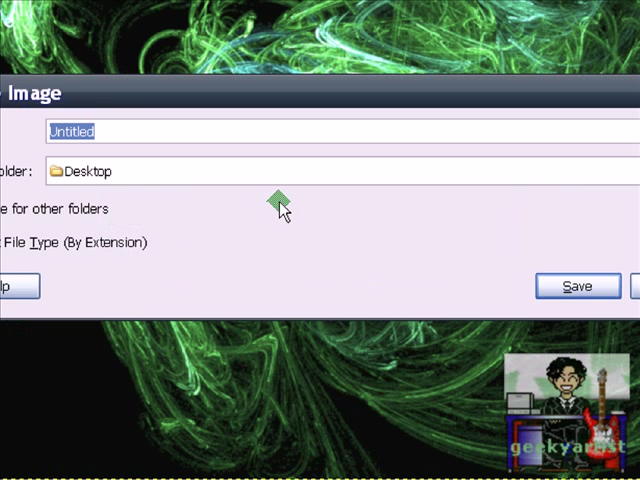 Image
Untitled
older:
Desktop
e for other folders
t File Type (By Extension)
lp
Save
geekyartist